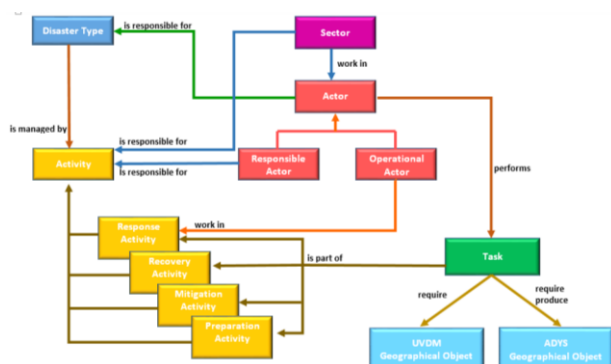 Disaster Type
is responsible for
Sector
work in
Actor
is managed by
is responsible for
Activity
is responsible for
Responsible
Actor
Operational
Actor
performs
Response
Activity
work in
Recovery
Activity
is part of
Task
Mitigation
Activity
require
require
produce
Preparation
Activity
UVDM
Geographical Object
ADYS
Geographical Object